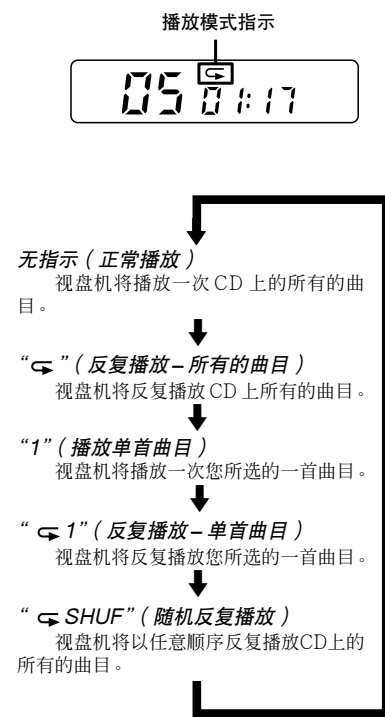 播放模式指示
05 01:17
无指示（正常播放）
视盘机将播放一次 CD 上的所有的曲
目。
“⊂”（反复播放 – 所有的曲目）
视盘机将反复播放 CD 上所有的曲目。
“1”（播放单首曲目）
视盘机将播放一次您所选的一首曲目。
“ ⊂ 1”（反复播放 – 单首曲目）
视盘机将反复播放您所选的一首曲目。
“ ⊂ SHUF”（随机反复播放）
视盘机将以任意顺序反复播放CD上的
所有的曲目。